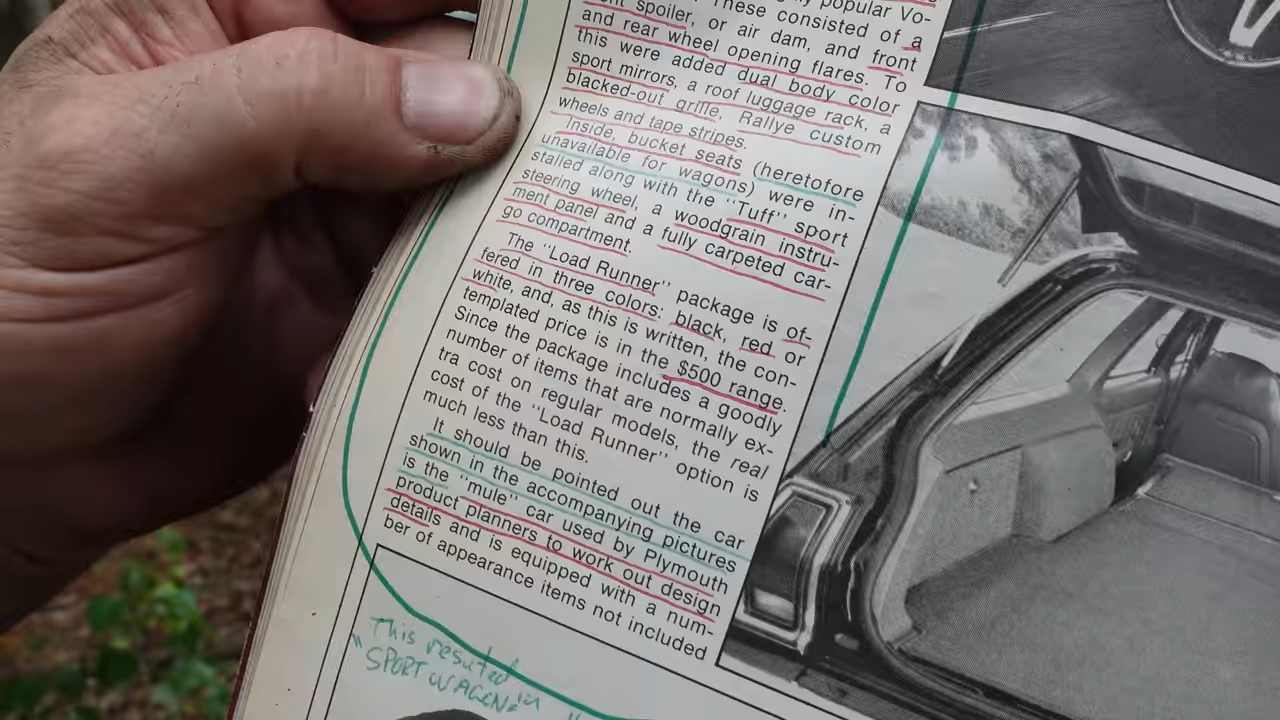 popular Vo-
spoiler, or air dam, and front
These consisted of a
and rear wheel opening flares. To
this were added dual body color
sport mirrors, a roof luggage rack, a
blacked-out grille, Rallye custom
wheels and tape stripes.
Inside, bucket seats (heretofore
unavailable for wagons) were in-
stalled along with the "Tuff" sport
steering wheel, a woodgrain instru-
ment panel and a fully carpeted car-
go compartment.
The "Load Runner" package is of-
fered in three colors: black, red or
white, and, as this is written, the con-
templated price is in the $500 range.
Since the package includes a goodly
number of items that are normally ex-
tra cost on regular models, the real
cost of the "Load Runner" option is
much less than this.
It should be pointed out the car
shown in the accompanying pictures
is the "mule" car used by Plymouth
product planners to work out design
details and is equipped with a num-
ber of appearance items not included
This resulted in
"SPORT WAGON"